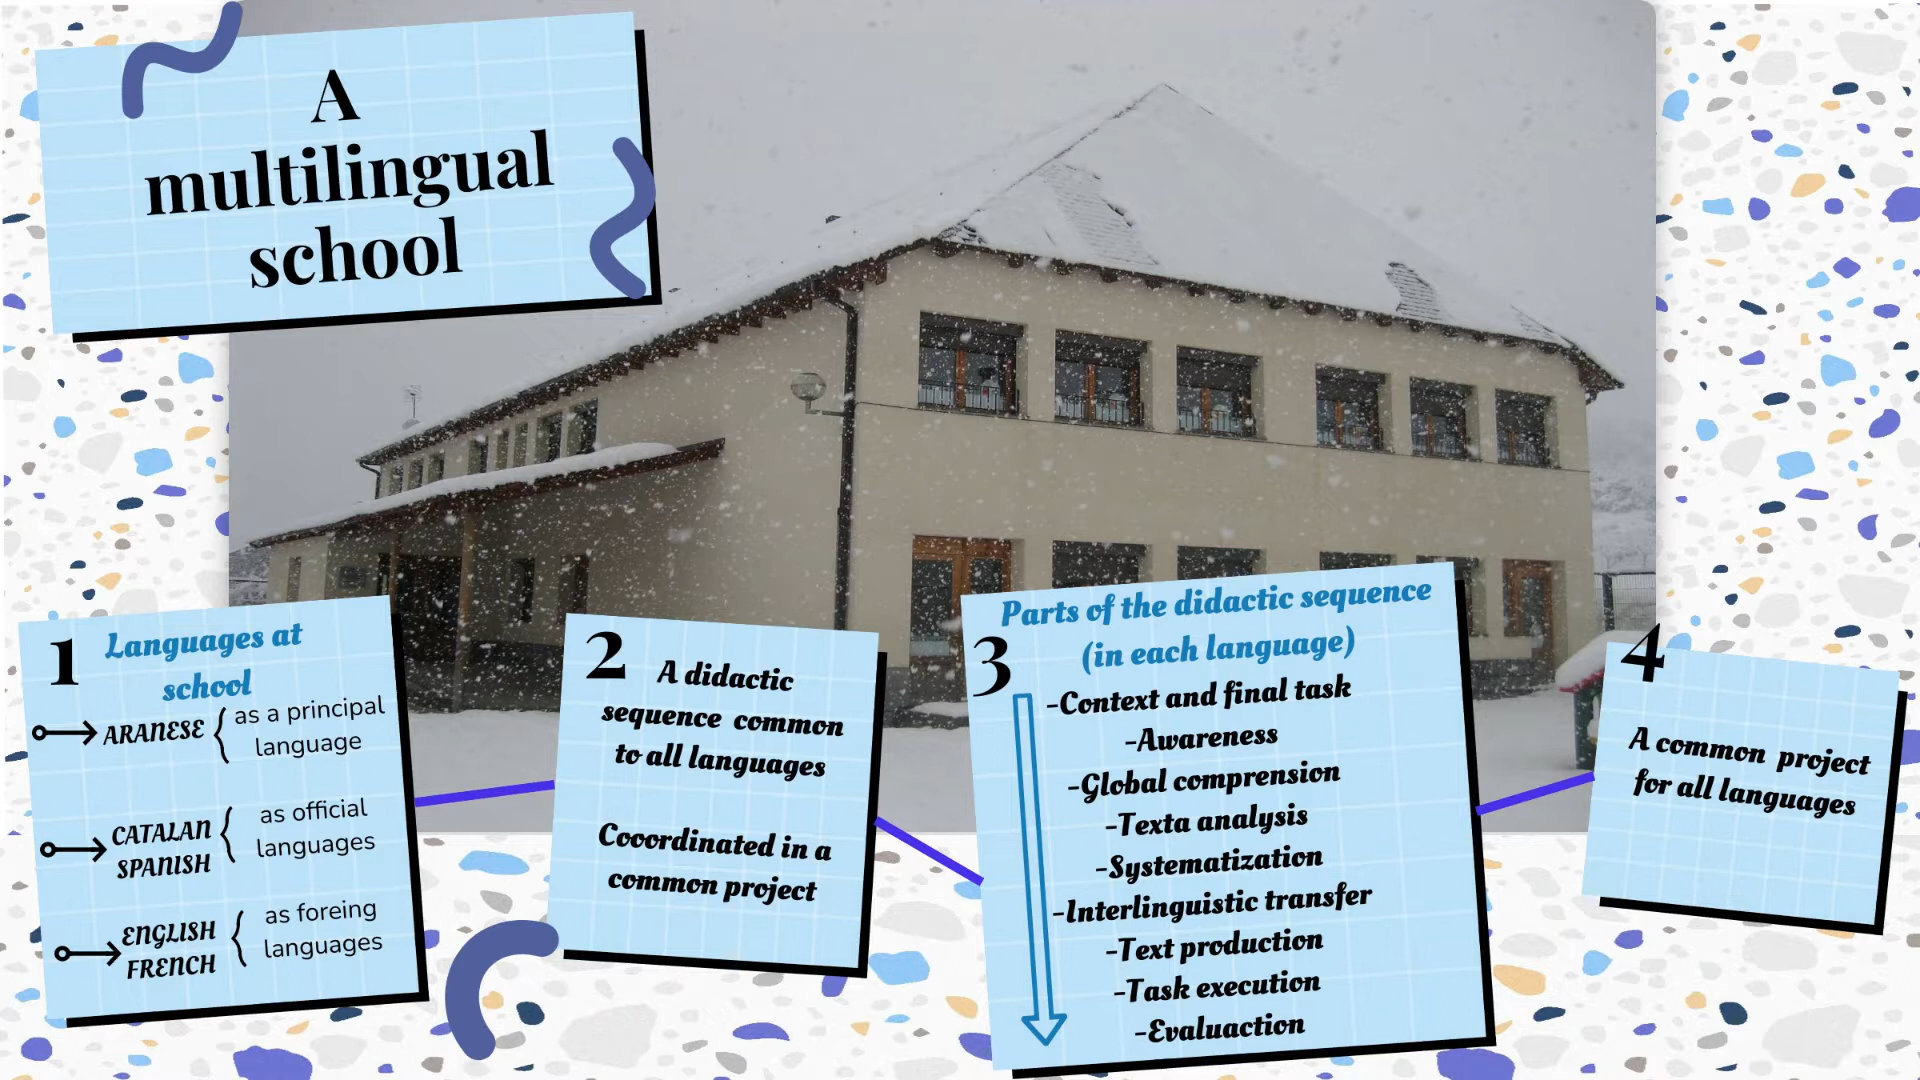 A
multilingual
school
1
Languages at
school
ARANESE { as a principal
language
CATALAN
SPANISH { as official
languages
ENGLISH
FRENCH { as foreing
languages
2
A didactic
sequence common
to all languages
Cooordinated in a
common project
3
Parts of the didactic sequence
(in each language)
-Context and final task
-Awareness
-Global comprension
-Texta analysis
-Systematization
-Interlinguistic transfer
-Text production
-Task execution
-Evaluaction
4
A common project
for all languages